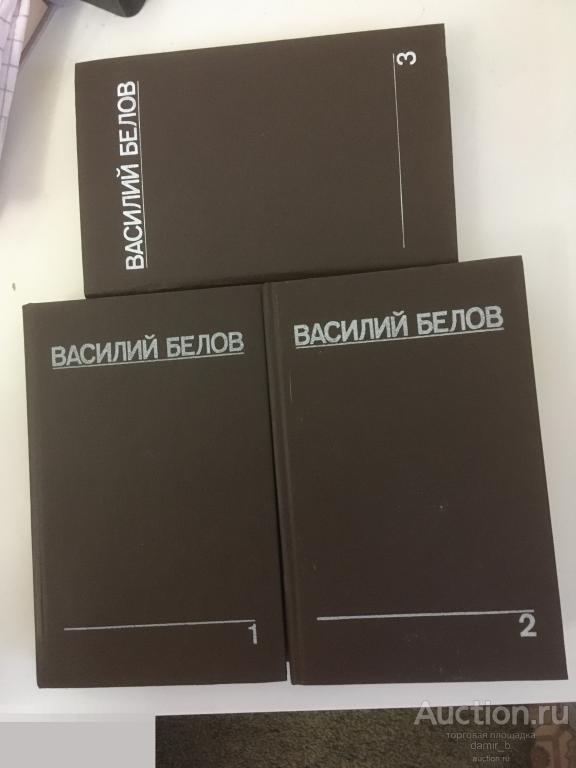 ВАСИЛИЙ БЕЛОВ
3
ВАСИЛИЙ БЕЛОВ
1
ВАСИЛИЙ БЕЛОВ
2
Auction.ru
торговая площадка
damir_b
auction.ru